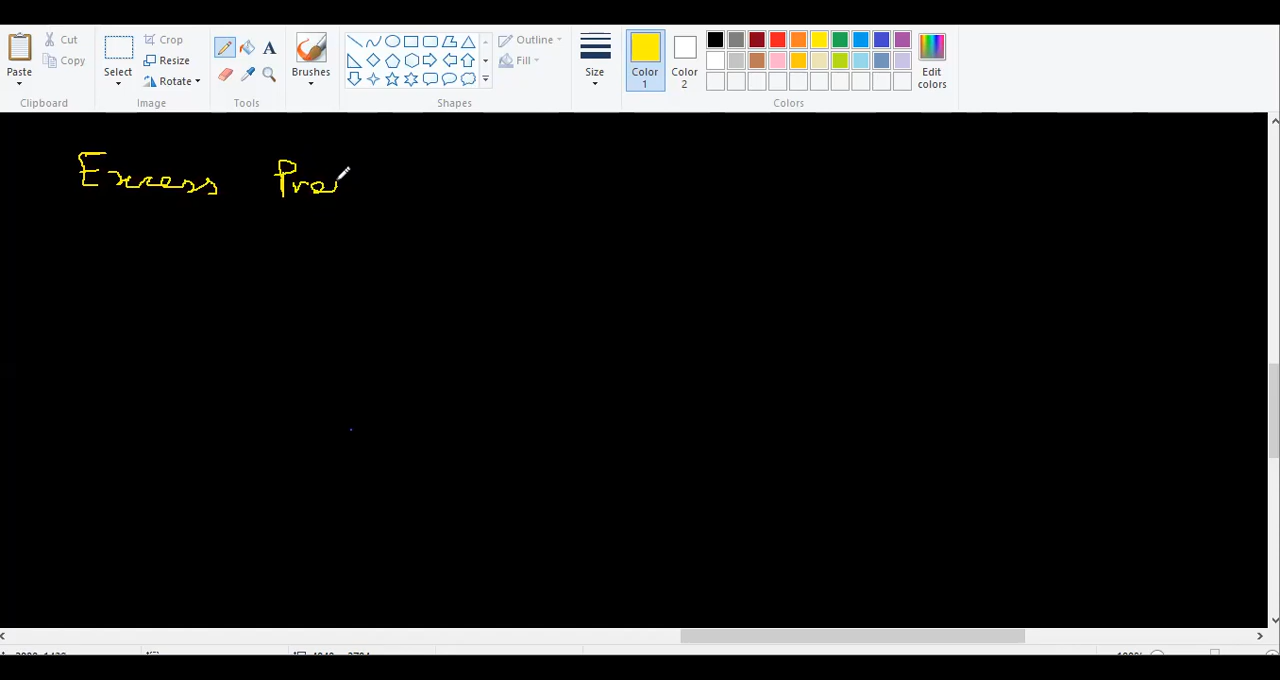 Cut
Copy
Paste
Clipboard
Crop
Resize
Rotate
Select
Image
Tools
Brushes
Outline
Fill
Shapes
Size
Color 1
Color 2
Edit colors
Colors
Excess Pro